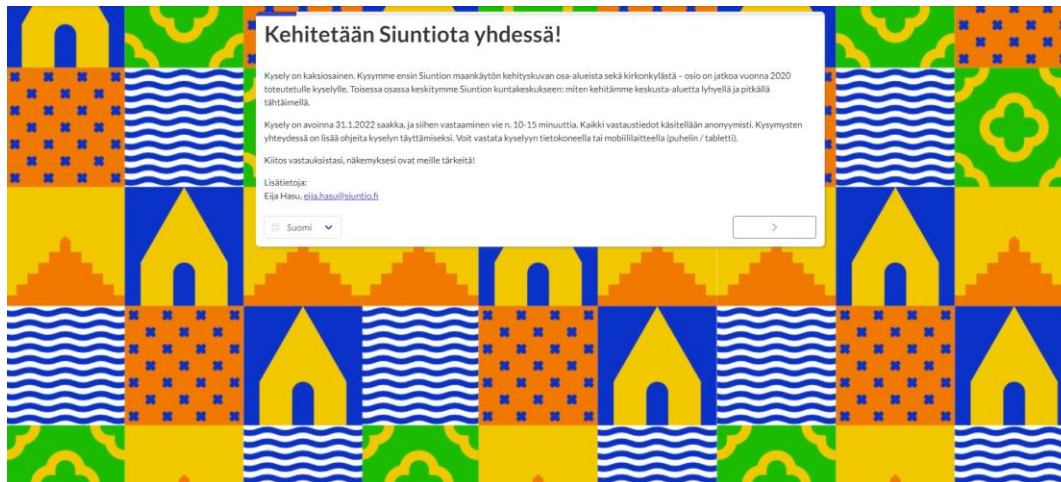 Kehitetään Siuntiota yhdessä!
Kysely on kaksiosainen. Kysymme ensin Siuntion maankäytön kehityskuvan osa-alueista sekä kirkonkylästä – osio on jatkoa vuonna 2020
toteutetulle kyselylle. Toisessa osassa keskitymme Siuntion kuntakeskukseen: miten kehitämme keskusta-aluetta lyhyellä ja pitkällä
tähtäimellä.
Kysely on avoinna 31.1.2022 saakka, ja siihen vastaaminen vie n. 10-15 minuuttia. Kaikki vastaustiedot käsitellään anonyymisti. Kysymysten
yhteydessä on lisää ohjeita kyselyn täyttämiseksi. Voit vastata kyselyyn tietokoneella tai mobiililaitteella (puhelin / tabletti).
Kiitos vastauksistasi, näkemyksesi ovat meille tärkeitä!
Lisätietoja:
Eija Hasu, eija.hasu@siuntio.fi
Suomi